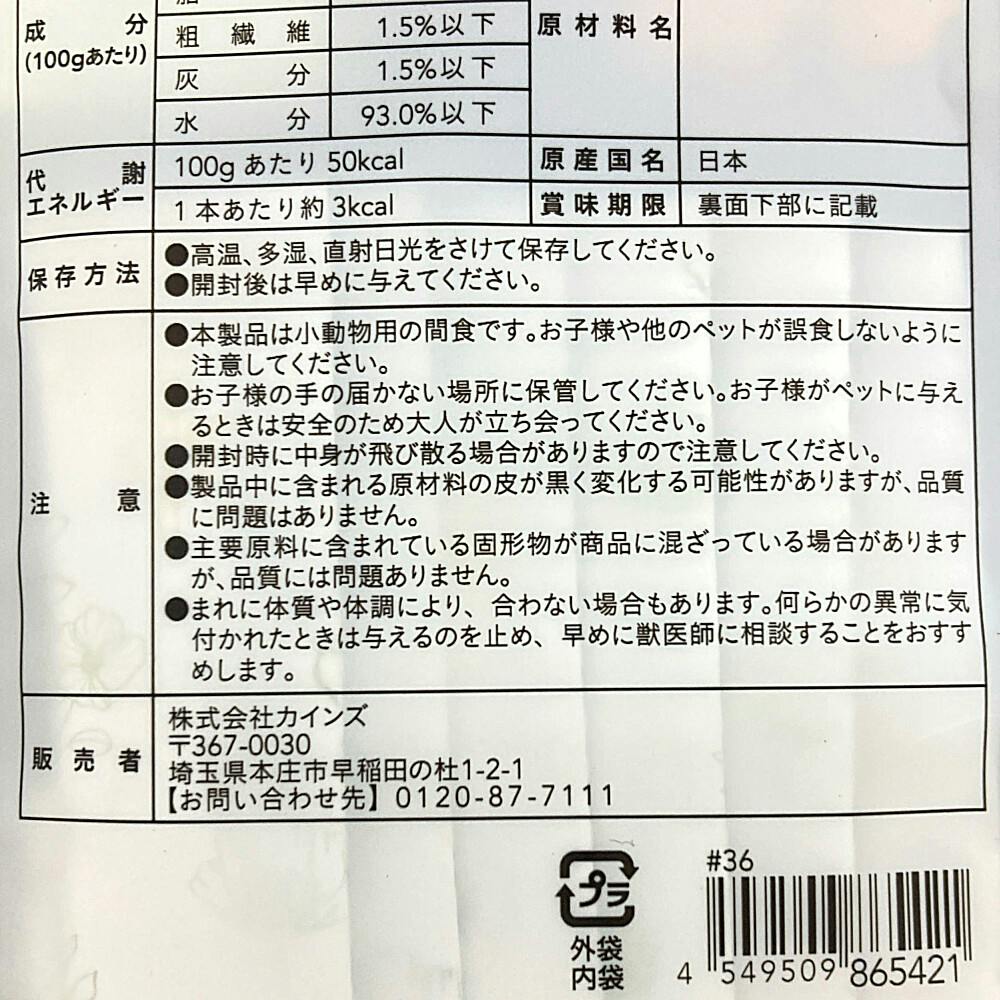 成分
(100gあたり)
粗繊維 1.5%以下
灰分 1.5%以下
水分 93.0%以下
原材料名
代謝
エネルギー
100gあたり50kcal
1本あたり約3kcal
原産国名 日本
賞味期限 裏面下部に記載
保存方法
●高温、多湿、直射日光をさけて保存してください。
●開封後は早めに与えてください。
注意
●本製品は小動物用の間食です。お子様や他のペットが誤食しないように
注意してください。
●お子様の手の届かない場所に保管してください。お子様がペットに与え
るときは安全のため大人が立ち会ってください。
●開封時に中身が飛び散る場合がありますので注意してください。
●製品中に含まれる原材料の皮が黒く変化する可能性がありますが、品質
に問題はありません。
●主要原料に含まれている固形物が商品に混ざっている場合があります
が、品質には問題ありません。
●まれに体質や体調により、合わない場合もあります。何らかの異常に気
付かれたときは与えるのを止め、早めに獣医師に相談することをおすす
めします。
販売者
株式会社カインズ
〒367-0030
埼玉県本庄市早稲田の杜1-2-1
【お問い合わせ先】0120-87-7111
プラ
外袋
内袋
#36
4 549509 865421